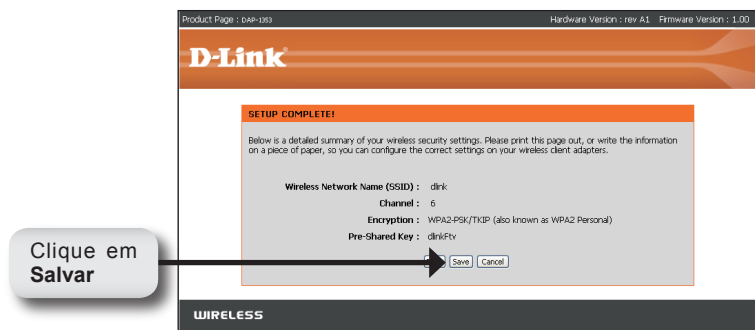 Product Page : DAP-1353 Hardware Version : rev A1 Firmware Version : 1.00
D-Link
SETUP COMPLETE!
Below is a detailed summary of your wireless security settings. Please print this page out, or write the information
on a piece of paper, so you can configure the correct settings on your wireless client adapters.
Wireless Network Name (SSID) : dlink
Channel : 6
Encryption : WPA2-PSK/TKIP (also known as WPA2 Personal)
Pre-Shared Key : dlinkFtv
Save Cancel
Clique em
Salvar
WIRELESS